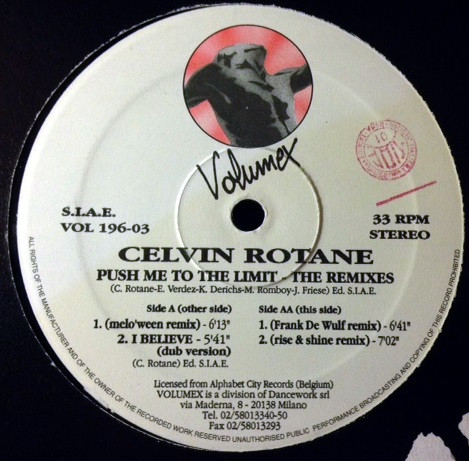 Volumex
S.I.A.E.
VOL 196-03
33 RPM
STEREO
CELVIN ROTANE
PUSH ME TO THE LIMIT - THE REMIXES
(C. Rotane-E. Verdez-K. Derichs-M. Romboy-J. Friese) Ed. S.I.A.E.
Side A (other side)
1. (melo'ween remix) - 6'13"
2. I BELIEVE - 5'41"
(dub version)
(C. Rotane) Ed. S.I.A.E.
Side AA (this side)
1. (Frank De Wulf remix) - 6'41"
2. (rise & shine remix) - 7'02"
Licensed from Alphabet City Records (Belgium)
VOLUMEX is a division of Dancework srl
via Maderna, 8 - 20138 Milano
Tel. 02/58013340-50
Fax 02/58013293
ALL RIGHTS OF THE MANUFACTURER AND OF THE OWNER OF THE RECORDED WORK RESERVED UNAUTHORISED PUBLIC PERFORMANCE BROADCASTING AND COPYING OF THIS RECORD PROHIBITED